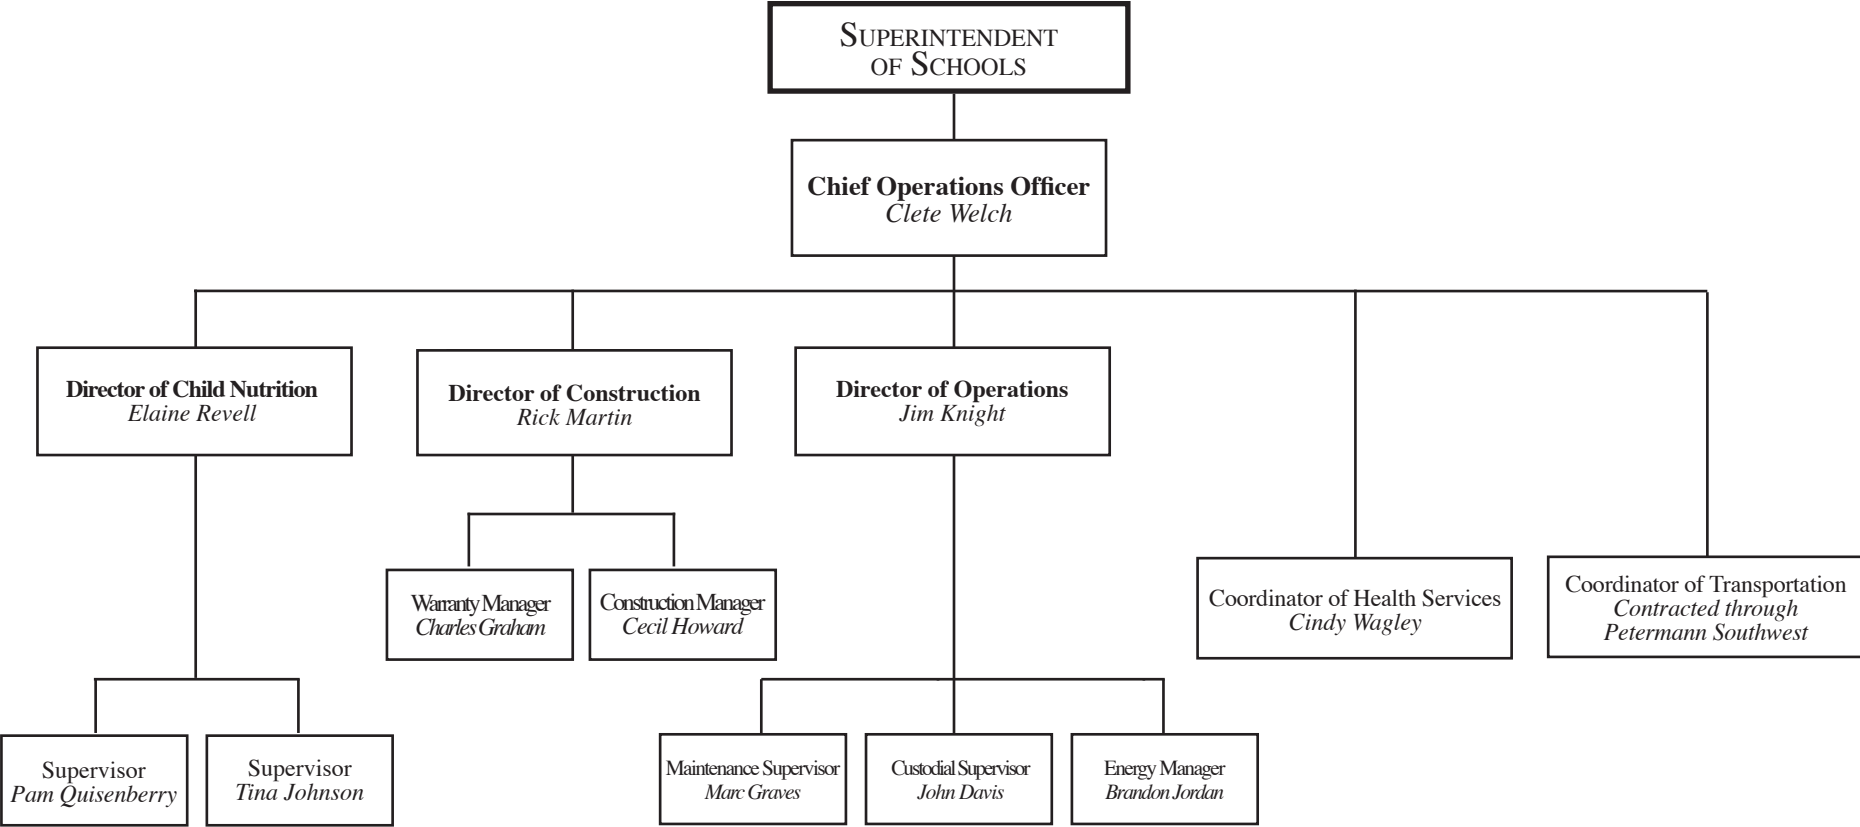 SUPERINTENDENT
OF SCHOOLS
Chief Operations Officer
Clete Welch
Director of Child Nutrition
Elaine Revell
Director of Construction
Rick Martin
Director of Operations
Jim Knight
Warranty Manager
Charles Graham
Construction Manager
Cecil Howard
Coordinator of Health Services
Cindy Wagley
Coordinator of Transportation
Contracted through
Petermann Southwest
Supervisor
Pam Quisenberry
Supervisor
Tina Johnson
Maintenance Supervisor
Marc Graves
Custodial Supervisor
John Davis
Energy Manager
Brandon Jordan